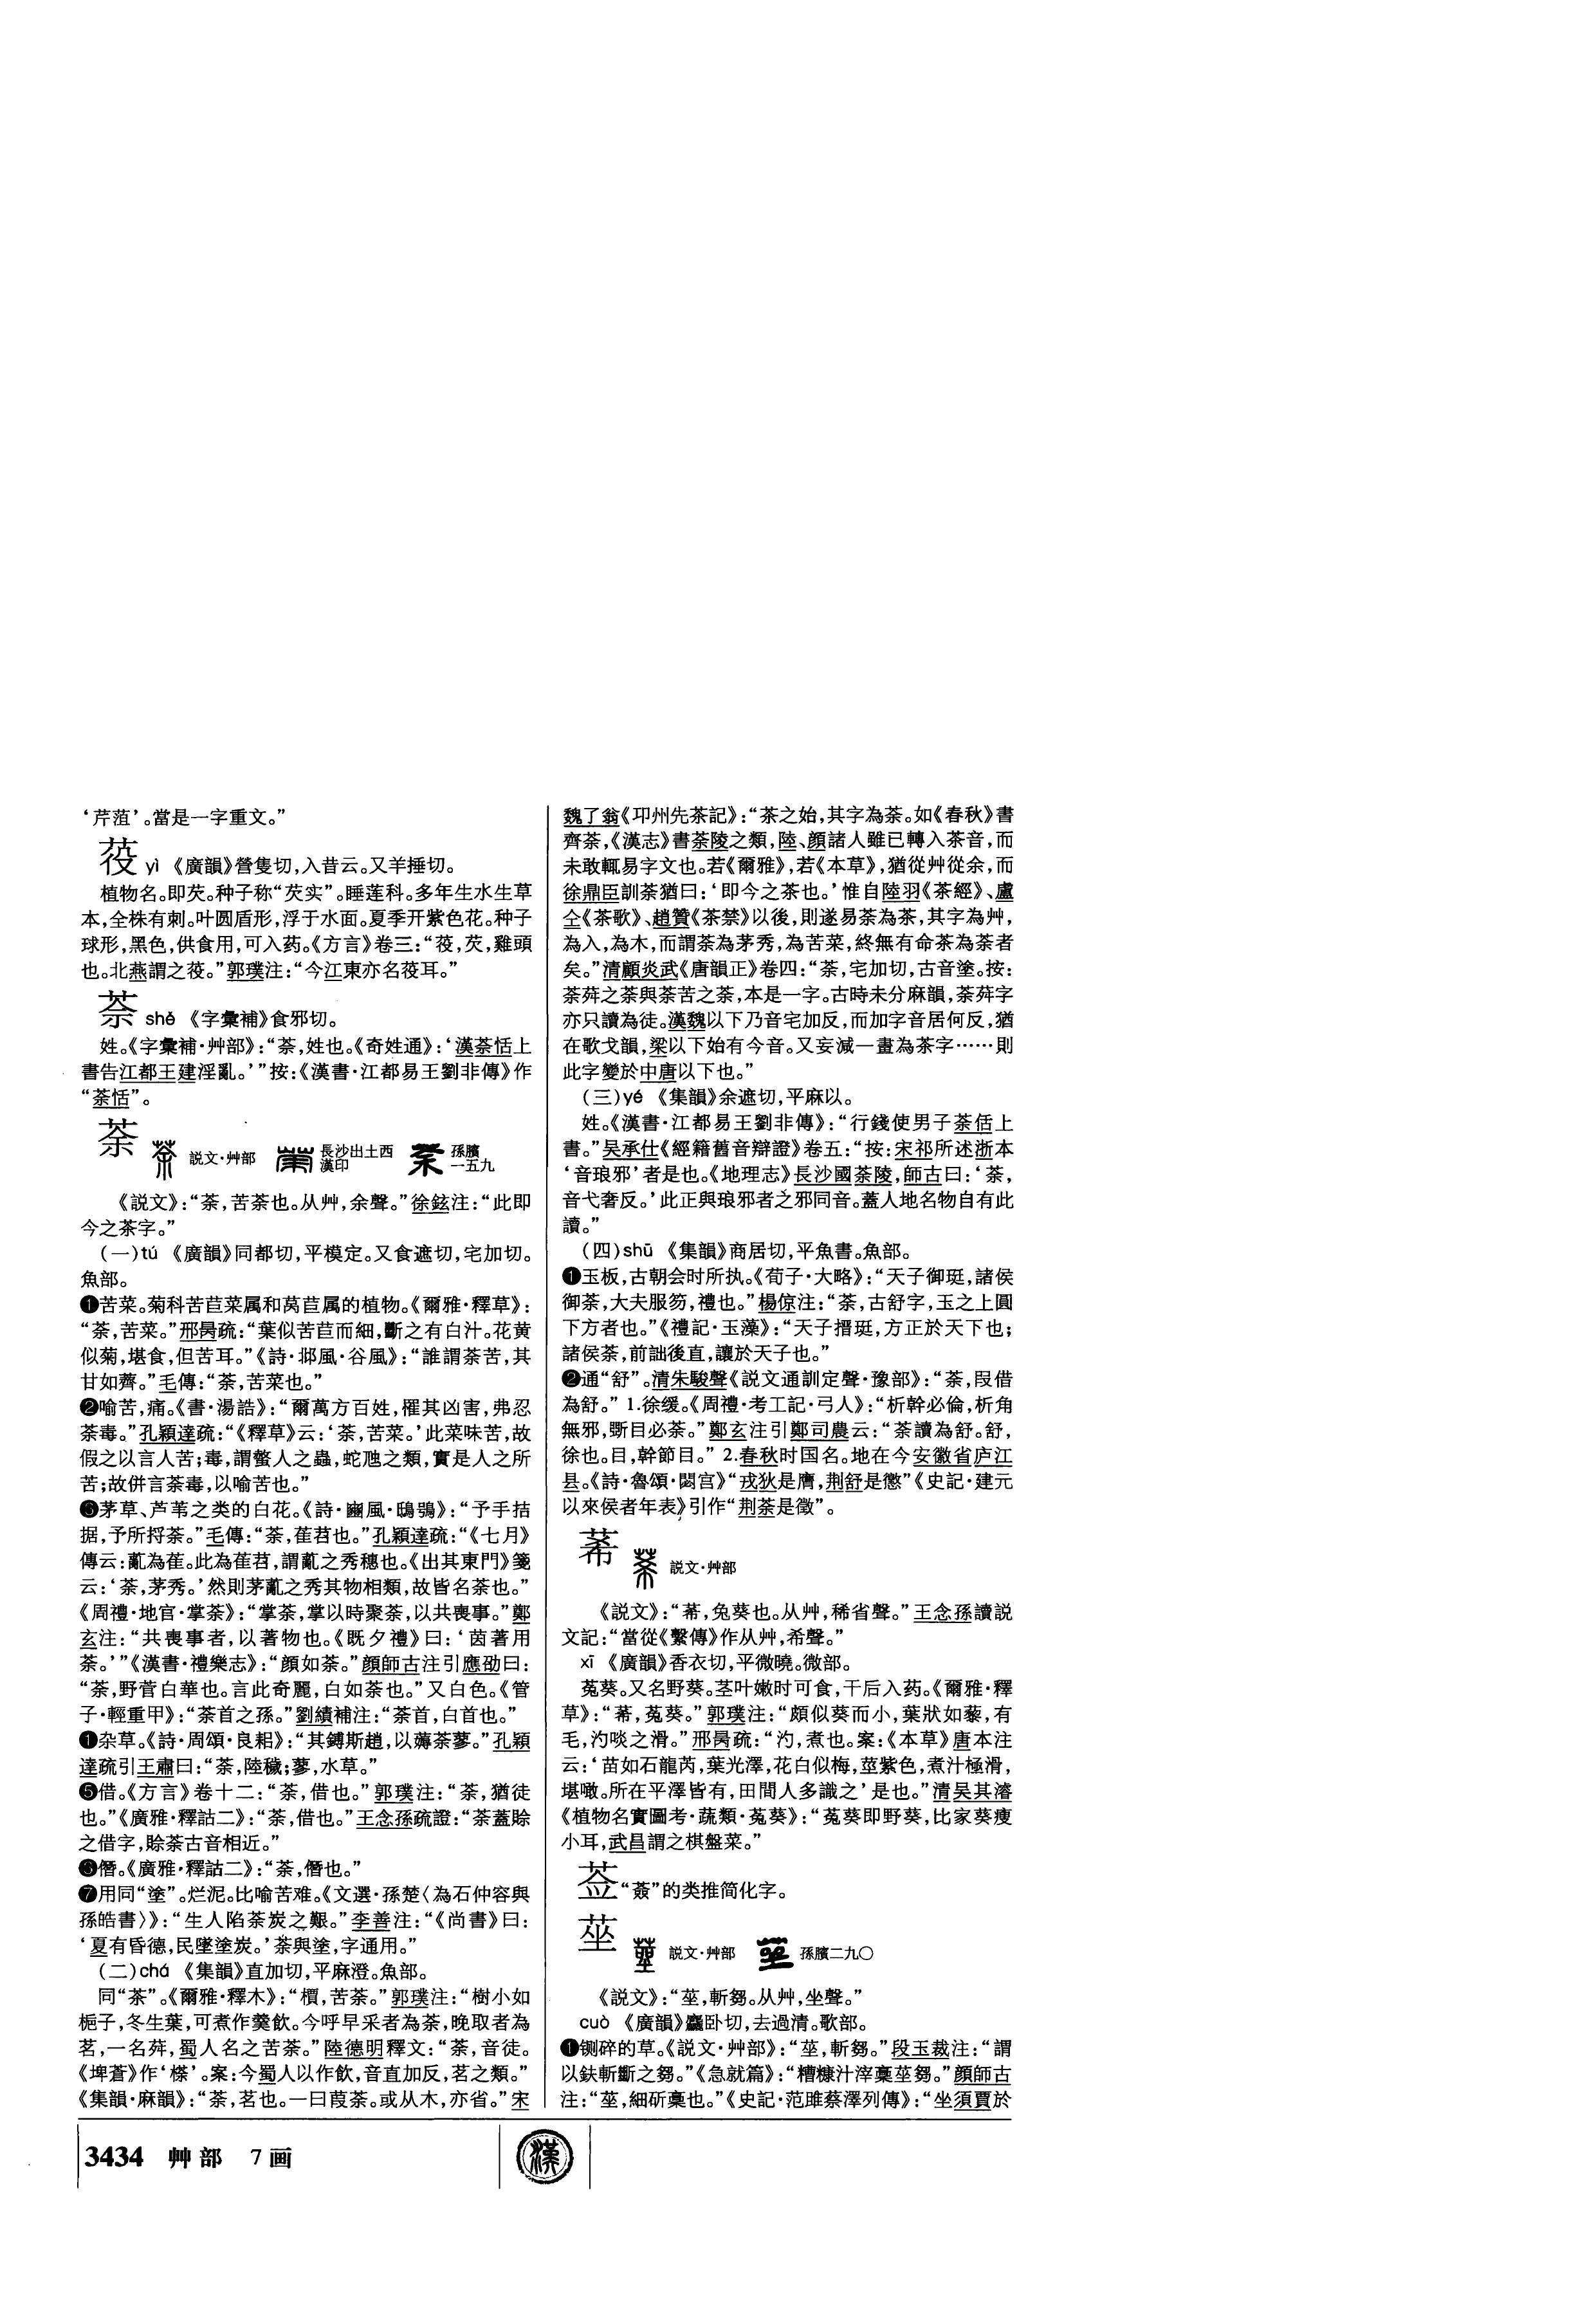 ‘芹菹’。當是一字重文。”
莈 yì 《廣韻》營隻切,入昔云。又羊捶切。
植物名。即芡。种子称“芡实”。睡莲科。多年生水生草
本,全株有刺。叶圆盾形,浮于水面。夏季开紫色花。种子
球形,黑色,供食用,可入药。《方言》卷三:“莈,芡,雞頭
也。北燕謂之莈。”郭璞注:“今江東亦名莈耳。”
shě 《字彙補》食邪切。
姓。《字彙補·艸部》:“荼,姓也。《奇姓通》:‘漢荼恬上
書告江都王建淫亂。’”按:《漢書·江都易王劉非傳》作
“荼恬”。
荼 説文·艸部 長沙出土西漢印 孫臏一五九
《説文》:“荼,苦荼也。从艸,余聲。”徐鉉注:“此即
今之茶字。”
(一)tú 《廣韻》同都切,平模定。又食遮切,宅加切。
魚部。
❶苦菜。菊科苦苣菜属和莴苣属的植物。《爾雅·釋草》:
“荼,苦菜。”邢昺疏:“葉似苦苣而細,斷之有白汁。花黄
似菊,堪食,但苦耳。”《詩·邶風·谷風》:“誰謂荼苦,其
甘如薺。”毛傳:“荼,苦菜也。”
❷喻苦,痛。《書·湯誥》:“爾萬方百姓,罹其凶害,弗忍
荼毒。”孔穎達疏:“《釋草》云:‘荼,苦菜。’此菜味苦,故
假之以言人苦;毒,謂螫人之蟲,蛇虺之類,實是人之所
苦;故併言荼毒,以喻苦也。”
❸茅草、芦苇之类的白花。《詩·豳風·鴟鴞》:“予手拮
据,予所捋荼。”毛傳:“荼,萑苕也。”孔穎達疏:“《七月》
傳云:薍為萑。此為萑苕,謂薍之秀穗也。《出其東門》箋
云:‘荼,茅秀。’然則茅薍之秀其物相類,故皆名荼也。”
《周禮·地官·掌荼》:“掌荼,掌以時聚荼,以共喪事。”鄭
玄注:“共喪事者,以著物也。《既夕禮》曰:‘茵著用
荼。’”《漢書·禮樂志》:“顔如荼。”顔師古注引應劭曰:
“荼,野菅白華也。言此奇麗,白如荼也。”又白色。《管
子·輕重甲》:“荼首之孫。”劉績補注:“荼首,白首也。”
❹杂草。《詩·周頌·良耜》:“其鎛斯趙,以薅荼蓼。”孔穎
達疏引王肅曰:“荼,陸穢;蓼,水草。”
❺借。《方言》卷十二:“荼,借也。”郭璞注:“荼,猶徒
也。”《廣雅·釋詁二》:“荼,借也。”王念孫疏證:“荼蓋賒
之借字,賒荼古音相近。”
❻僭。《廣雅·釋詁二》:“荼,僭也。”
❼用同“塗”。烂泥。比喻苦难。《文選·孫楚〈為石仲容與
孫皓書〉》:“生人陷荼炭之艱。”李善注:“《尚書》曰:
‘夏有昏德,民墜塗炭。’荼與塗,字通用。”
(二)chá 《集韻》直加切,平麻澄。魚部。
同“茶”。《爾雅·釋木》:“檟,苦荼。”郭璞注:“樹小如
栀子,冬生葉,可煮作羹飲。今呼早采者為荼,晚取者為
茗,一名荈,蜀人名之苦荼。”陸德明釋文:“荼,音徒。
《埤蒼》作‘㯲’。案:今蜀人以作飲,音直加反,茗之類。”
《集韻·麻韻》:“荼,茗也。一曰葭荼。或从木,亦省。”宋
魏了翁《邛州先茶記》:“茶之始,其字為荼。如《春秋》書
齊荼,《漢志》書荼陵之類,陸、顔諸人雖已轉入茶音,而
未敢輒易字文也。若《爾雅》,若《本草》,猶從艸從余,而
徐鼎臣訓荼猶曰:‘即今之茶也。’惟自陸羽《茶經》、盧
仝《茶歌》、趙贊《茶禁》以後,則遂易荼為茶,其字為艸,
為入,為木,而謂荼為茅秀,為苦菜,終無有命茶為荼者
矣。”清顧炎武《唐韻正》卷四:“荼,宅加切,古音塗。按:
荼荈之荼與荼苦之荼,本是一字。古時未分麻韻,荼荈字
亦只讀為徒。漢魏以下乃音宅加反,而加字音居何反,猶
在歌戈韻,梁以下始有今音。又妄減一畫為茶字……則
此字變於中唐以下也。”
(三)yé 《集韻》余遮切,平麻以。
姓。《漢書·江都易王劉非傳》:“行錢使男子荼恬上
書。”吴承仕《經籍舊音辯證》卷五:“按:宋祁所述浙本
‘音琅邪’者是也。《地理志》長沙國荼陵,師古曰:‘荼,
音弋奢反。’此正與琅邪者之邪同音。蓋人地名物自有此
讀。”
(四)shū 《集韻》商居切,平魚書。魚部。
❶玉板,古朝会时所执。《荀子·大略》:“天子御珽,諸侯
御荼,大夫服笏,禮也。”楊倞注:“荼,古舒字,玉之上圓
下方者也。”《禮記·玉藻》:“天子搢珽,方正於天下也;
諸侯荼,前詘後直,讓於天子也。”
❷通“舒”。清朱駿聲《説文通訓定聲·豫部》:“荼,叚借
為舒。” 1.徐缓。《周禮·考工記·弓人》:“析幹必倫,析角
無邪,斲目必荼。”鄭玄注引鄭司農云:“荼讀為舒。舒,
徐也。目,幹節目。” 2.春秋时国名。地在今安徽省庐江
县。《詩·魯頌·閟宫》“戎狄是膺,荆舒是懲”《史記·建元
以來侯者年表》引作“荆荼是徵”。
莃 説文·艸部
《説文》:“莃,兔葵也。从艸,稀省聲。”王念孫讀説
文記:“當從《繫傳》作从艸,希聲。”
xī 《廣韻》香衣切,平微曉。微部。
菟葵。又名野葵。茎叶嫩时可食,干后入药。《爾雅·釋
草》:“莃,菟葵。”郭璞注:“頗似葵而小,葉狀如藜,有
毛,汋啖之滑。”邢昺疏:“汋,煮也。案:《本草》唐本注
云:‘苗如石龍芮,葉光澤,花白似梅,莖紫色,煮汁極滑,
堪噉。所在平澤皆有,田間人多識之’是也。”清吴其濬
《植物名實圖考·蔬類·菟葵》:“菟葵即野葵,比家葵瘦
小耳,武昌謂之棋盤菜。”
莶 “薟”的类推简化字。
莝 説文·艸部 孫臏二九〇
《説文》:“莝,斬芻。从艸,坐聲。”
cuò 《廣韻》麤卧切,去過清。歌部。
❶铡碎的草。《説文·艸部》:“莝,斬芻。”段玉裁注:“謂
以鈇斬斷之芻。”《急就篇》:“糟糠汁滓稾莝芻。”顔師古
注:“莝,細斫稾也。”《史記·范雎蔡澤列傳》:“坐須賈於
3434 艸部 7画
漢